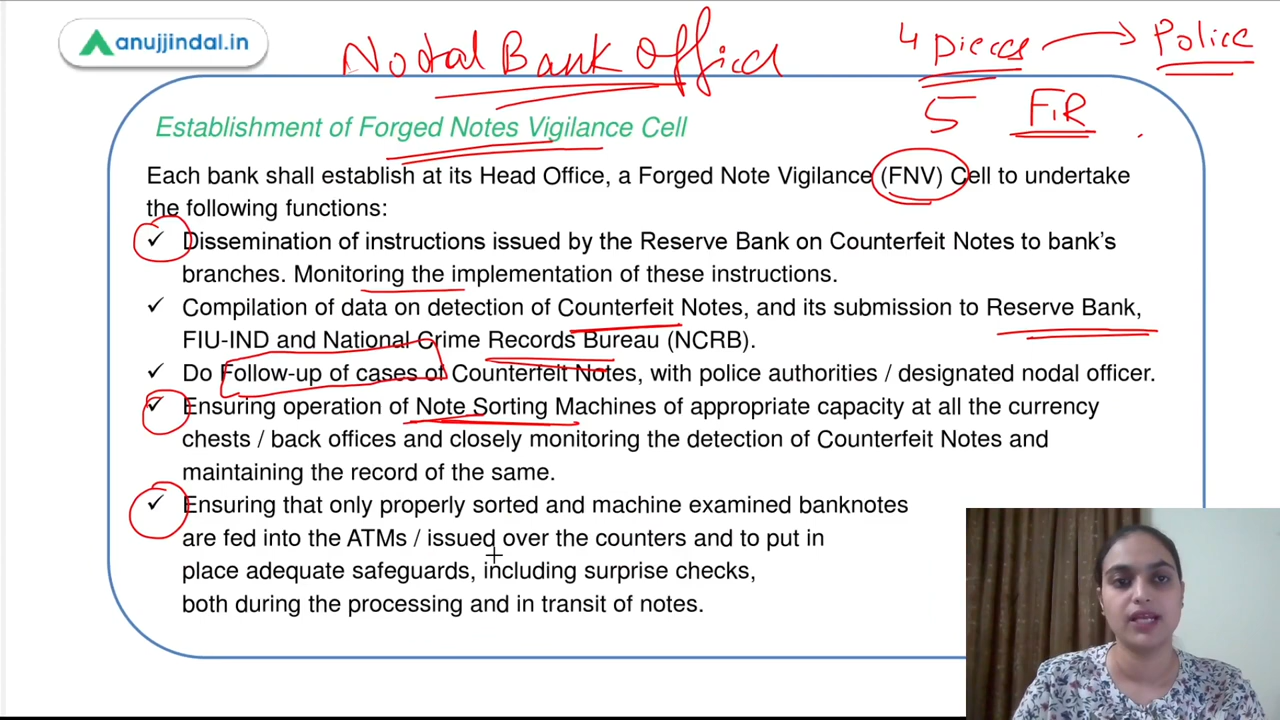 anujjindal.in
Nodal Bank Officer
4 pieces → Police
5 FIR
Establishment of Forged Notes Vigilance Cell
Each bank shall establish at its Head Office, a Forged Note Vigilance (FNV) Cell to undertake
the following functions:
✓ Dissemination of instructions issued by the Reserve Bank on Counterfeit Notes to bank's
branches. Monitoring the implementation of these instructions.
✓ Compilation of data on detection of Counterfeit Notes, and its submission to Reserve Bank,
FIU-IND and National Crime Records Bureau (NCRB).
✓ Do Follow-up of cases of Counterfeit Notes, with police authorities / designated nodal officer.
✓ Ensuring operation of Note Sorting Machines of appropriate capacity at all the currency
chests / back offices and closely monitoring the detection of Counterfeit Notes and
maintaining the record of the same.
✓ Ensuring that only properly sorted and machine examined banknotes
are fed into the ATMs / issued over the counters and to put in
place adequate safeguards, including surprise checks,
both during the processing and in transit of notes.